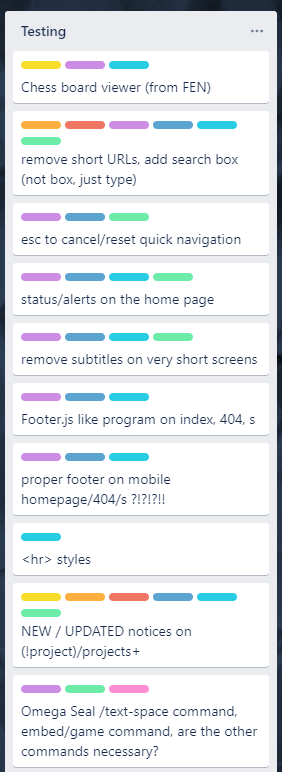 Testing
Chess board viewer (from FEN)
remove short URLs, add search box
(not box, just type)
esc to cancel/reset quick navigation
status/alerts on the home page
remove subtitles on very short screens
Footer.js like program on index, 404, s
proper footer on mobile
homepage/404/s ?!?!?!!
<hr> styles
NEW / UPDATED notices on
(!project)/projects+
Omega Seal /text-space command,
embed/game command, are the other
commands necessary?